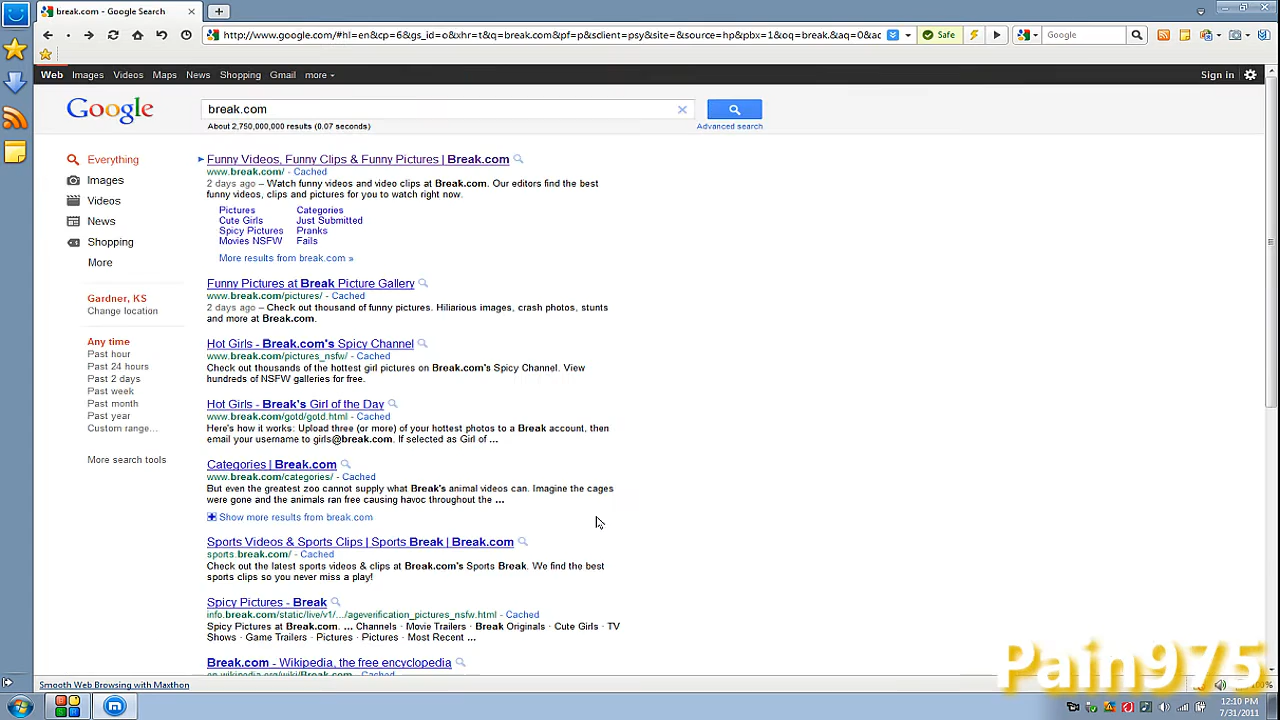 break.com - Google Search
http://www.google.com/#hl=en&cp=6&gs_id=o&xhr=t&q=break.com&pf=p&sclient=psy&site=&source=hp&pbx=1&oq=break.&aq=0&ac
Safe
Google
Web Images Videos Maps News Shopping Gmail more
Sign in
Google
break.com
About 2,750,000,000 results (0.07 seconds)
Advanced search
Everything
Images
Videos
News
Shopping
More
Gardner, KS
Change location
Any time
Past hour
Past 24 hours
Past 2 days
Past week
Past month
Past year
Custom range...
More search tools
Funny Videos, Funny Clips & Funny Pictures | Break.com
www.break.com/ - Cached
2 days ago – Watch funny videos and video clips at Break.com. Our editors find the best
funny videos, clips and pictures for you to watch right now.
Pictures Categories
Cute Girls Just Submitted
Spicy Pictures Pranks
Movies NSFW Fails
More results from break.com »
Funny Pictures at Break Picture Gallery
www.break.com/pictures/ - Cached
2 days ago – Check out thousand of funny pictures. Hiliarious images, crash photos, stunts
and more at Break.com.
Hot Girls - Break.com's Spicy Channel
www.break.com/pictures_nsfw/ - Cached
Check out thousands of the hottest girl pictures on Break.com's Spicy Channel. View
hundreds of NSFW galleries for free.
Hot Girls - Break's Girl of the Day
www.break.com/gotd/gotd.html - Cached
Here's how it works: Upload three (or more) of your hottest photos to a Break account, then
email your username to girls@break.com. If selected as Girl of ...
Categories | Break.com
www.break.com/categories/ - Cached
But even the greatest zoo cannot supply what Break's animal videos can. Imagine the cages
were gone and the animals ran free causing havoc throughout the ...
Show more results from break.com
Sports Videos & Sports Clips | Sports Break | Break.com
sports.break.com/ - Cached
Check out the latest sports videos & clips at Break.com's Sports Break. We find the best
sports clips so you never miss a play!
Spicy Pictures - Break
info.break.com/static/live/v1/.../ageverification_pictures_nsfw.html - Cached
Spicy Pictures at Break.com. ... Channels · Movie Trailers · Break Originals · Cute Girls · TV
Shows · Game Trailers · Pictures · Pictures · Most Recent ...
Break.com - Wikipedia, the free encyclopedia
en.wikipedia.org/wiki/Break.com - Cached
Pain975
Smooth Web Browsing with Maxthon
100%
12:10 PM
7/31/2011